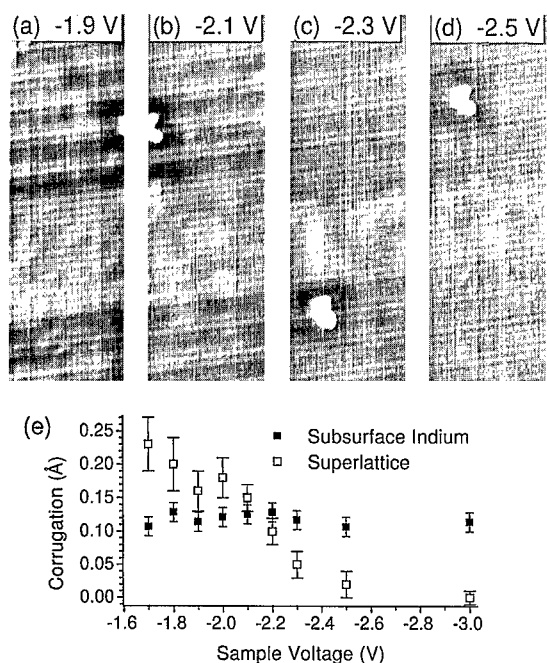 (a) -1.9 V (b) -2.1 V (c) -2.3 V (d) -2.5 V
(e)
Subsurface Indium
Superlattice
Corrugation (Å)
0.25
0.20
0.15
0.10
0.05
0.00
-1.6 -1.8 -2.0 -2.2 -2.4 -2.6 -2.8 -3.0
Sample Voltage (V)